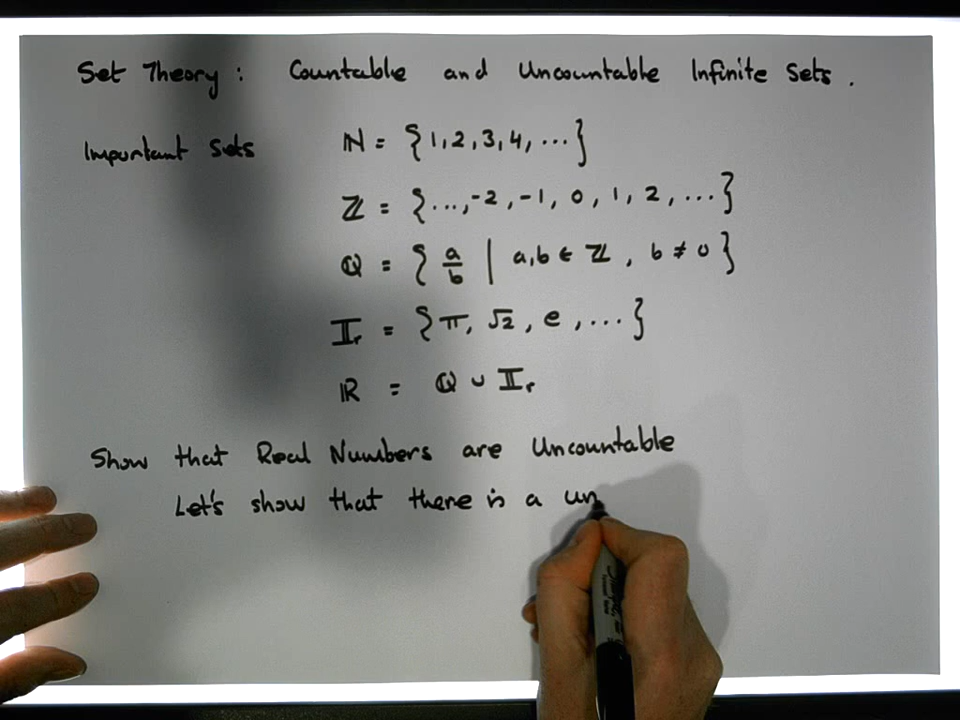 Set Theory : Countable and Uncountable Infinite Sets .
Important Sets ℕ = {1,2,3,4,...}
ℤ = {...,-2,-1,0,1,2,...}
ℚ = {a/b | a,b ∈ ℤ, b ≠ 0}
𝕀r = {π, √2, e, ...}
ℝ = ℚ ∪ 𝕀r
Show that Real Numbers are Uncountable
Let's show that there is a un